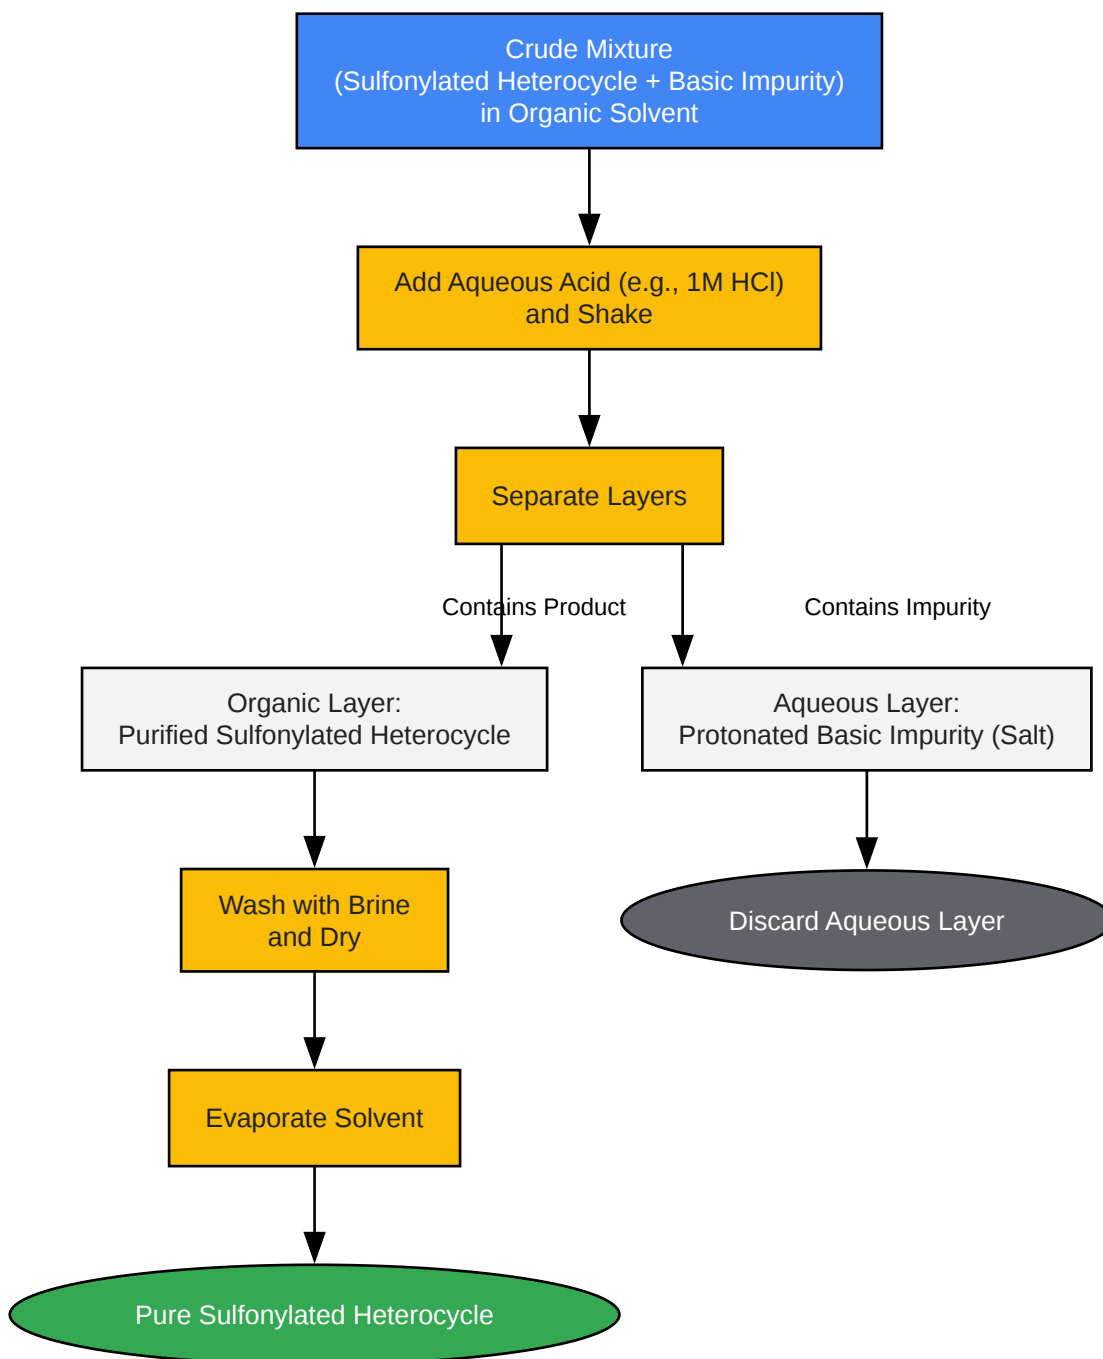 Crude Mixture
(Sulfonylated Heterocycle + Basic Impurity)
in Organic Solvent
Add Aqueous Acid (e.g., 1M HCl)
and Shake
Separate Layers
Contains Product
Contains Impurity
Organic Layer:
Purified Sulfonylated Heterocycle
Aqueous Layer:
Protonated Basic Impurity (Salt)
Wash with Brine
and Dry
Discard Aqueous Layer
Evaporate Solvent
Pure Sulfonylated Heterocycle